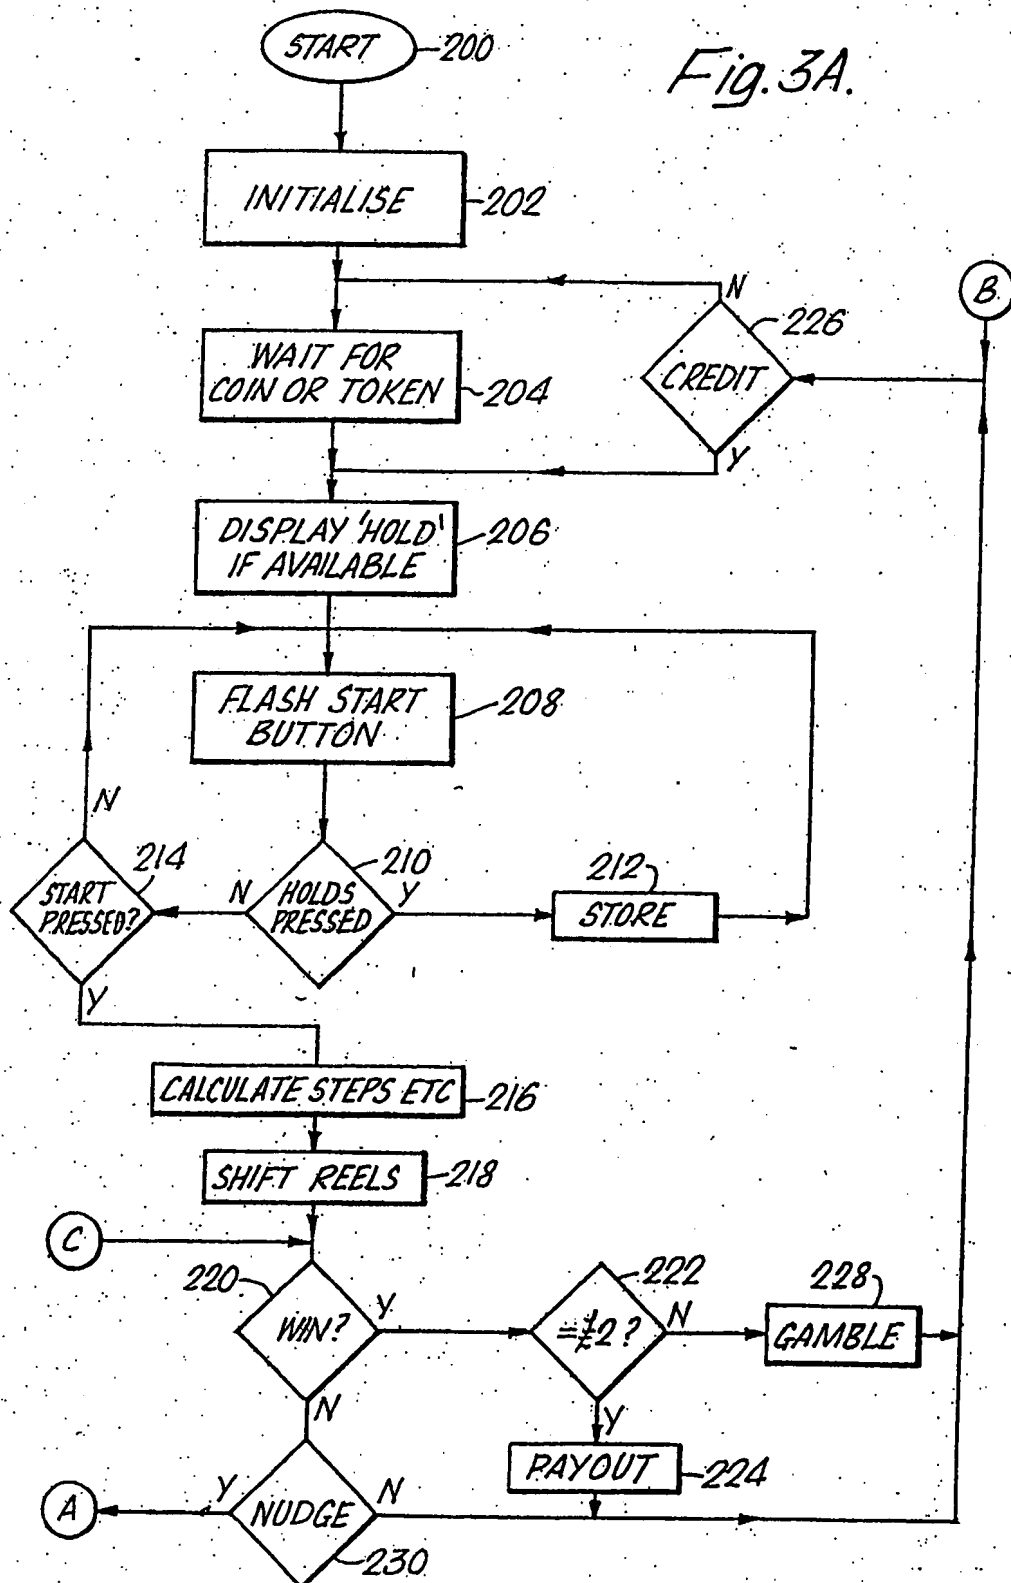 START
200
Fig. 3A.
INITIALISE
202
N
B
226
WAIT FOR
COIN OR TOKEN
204
CREDIT
Y
DISPLAY 'HOLD'
IF AVAILABLE
206
FLASH START
BUTTON
208
N
214
START
PRESSED?
N
210
HOLDS
PRESSED
Y
212
STORE
Y
CALCULATE STEPS ETC
216
SHIFT REELS
218
C
220
WIN?
Y
222
=£2?
N
228
GAMBLE
N
Y
PAYOUT
224
A
Y
NUDGE
N
230